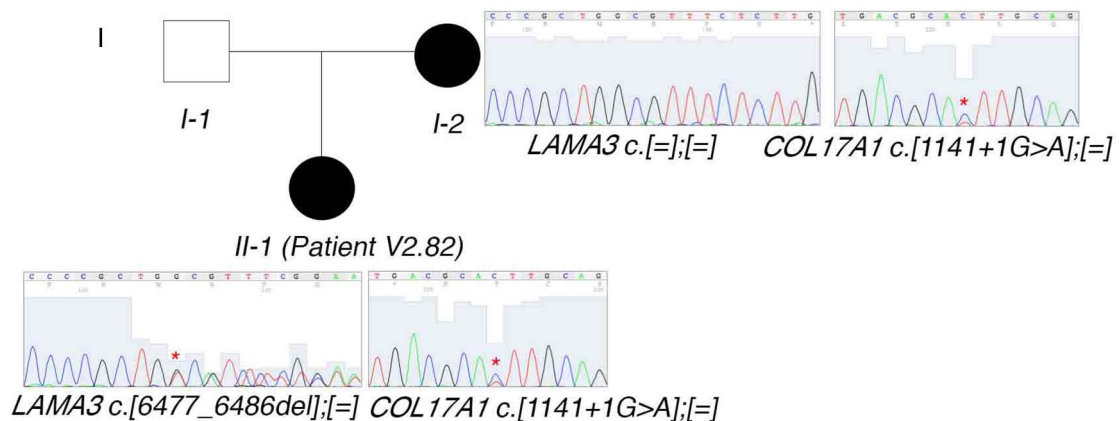 I
I-1
I-2
C C C G C T G G C G T T T C T C T T G
T G A C G C A C T T G C A G
*
LAMA3 c.[=];[=]
COL17A1 c.[1141+1G>A];[=]
II-1 (Patient V2.82)
C C C C G C T G G C G T T T C G G A A
T G A C G C A C T T G C A G
*
*
LAMA3 c.[6477_6486del];[=]
COL17A1 c.[1141+1G>A];[=]